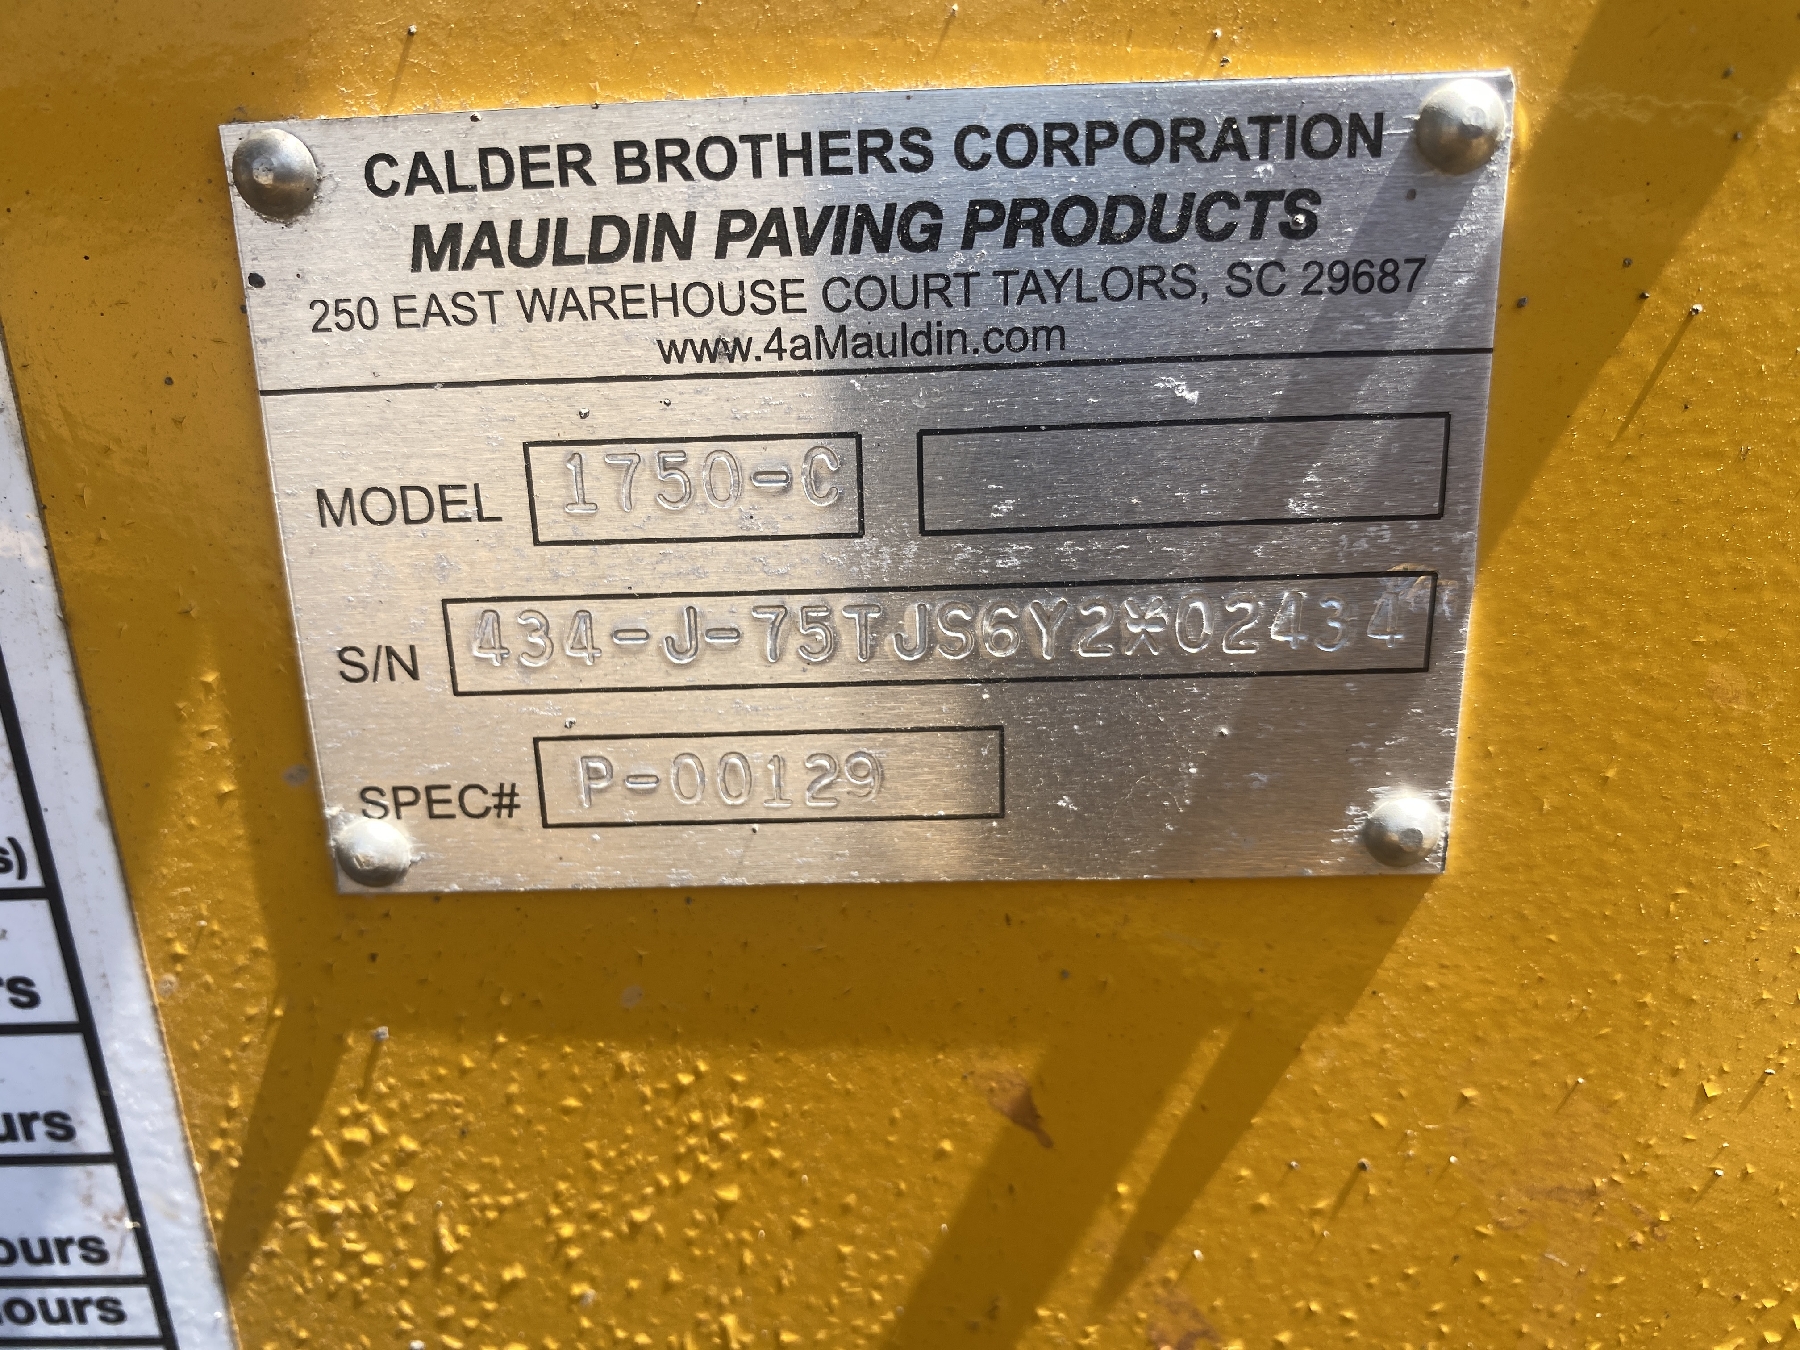 CALDER BROTHERS CORPORATION
MAULDIN PAVING PRODUCTS
250 EAST WAREHOUSE COURT TAYLORS, SC 29687
www.4aMauldin.com
MODEL 1750-C
S/N 434-J-75TJS6Y2*02434
SPEC# P-00129
s)
rs
urs
ours
ours